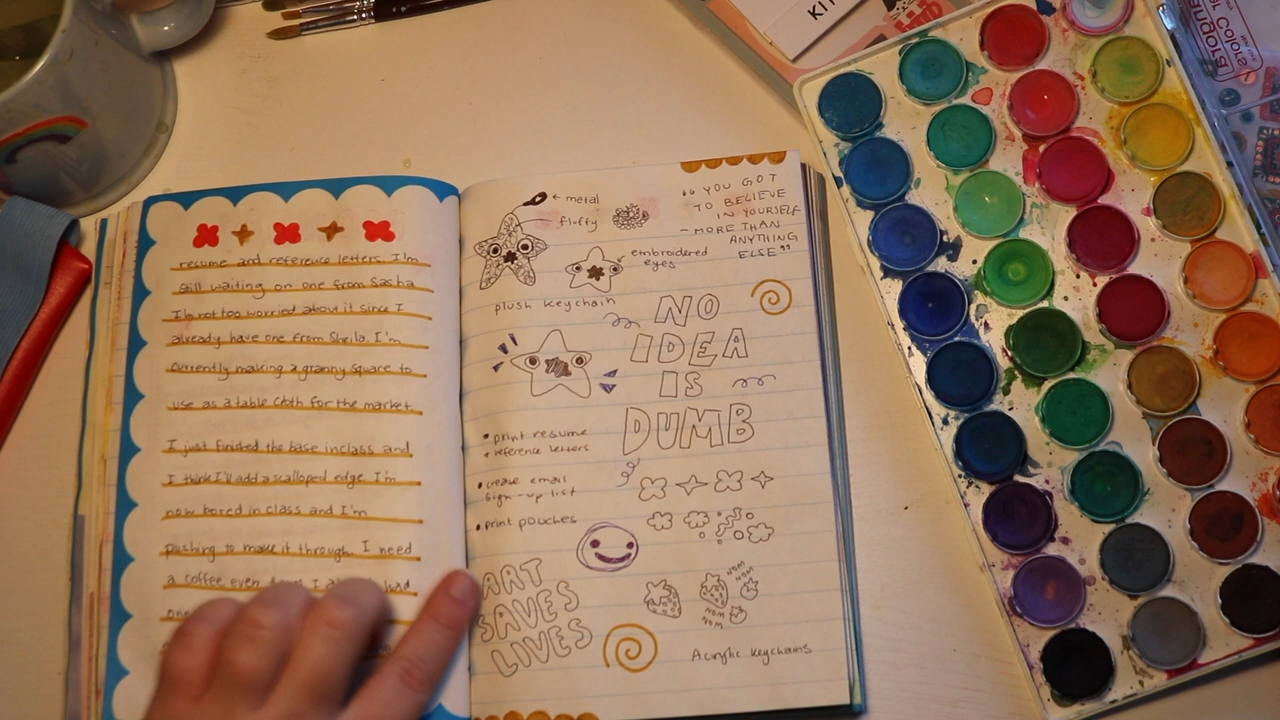 resume and reference letters. I'm
still waiting on one from Sasha
I'm not too worried about it since I
already have one from Sheila. I'm
currently making a granny square to
use as a table cloth for the market.
I just finished the base in class and
I think I'll add a scalloped edge. I'm
now bored in class and I'm
pushing to make it through. I need
a coffee even I had
one
metal
fluffy
embroidered
eyes
plush keychain
"YOU GOT
TO BELIEVE
IN YOURSELF
MORE THAN
ANYTHING
ELSE"
NO
IDEA
IS
DUMB
• print resume
& reference letters
• create email
sign-up list
• print pouches
ART
SAVES
LIVES
NOM
NOM
NOM
NOM
Acrylic keychains